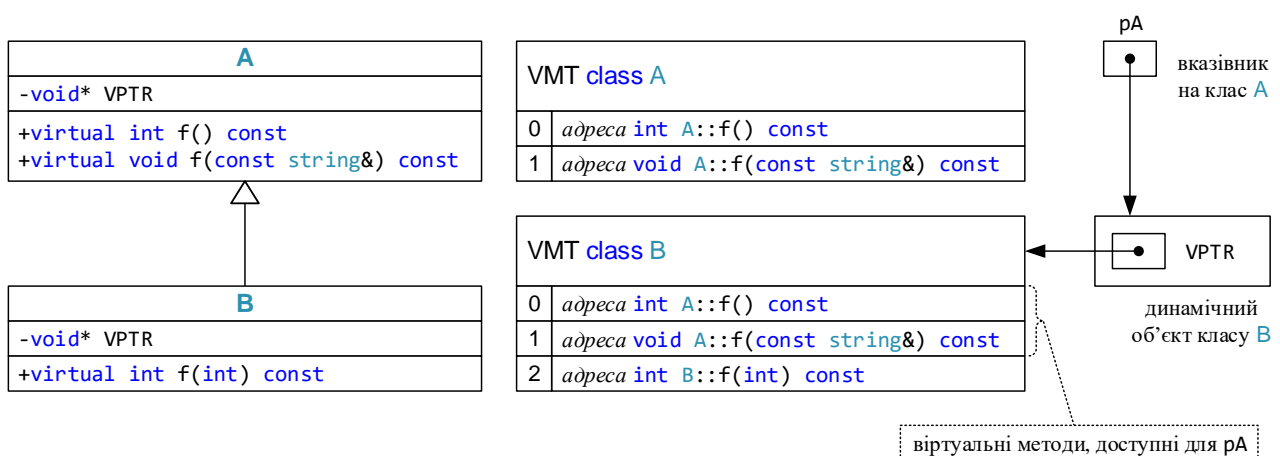 A
-void* VPTR
+virtual int f() const
+virtual void f(const string&) const
VMT class A
0 адреса int A::f() const
1 адреса void A::f(const string&) const
pA
вказівник
на клас A
B
-void* VPTR
+virtual int f(int) const
VMT class B
0 адреса int A::f() const
1 адреса void A::f(const string&) const
2 адреса int B::f(int) const
VPTR
динамічний
об’єкт класу B
віртуальні методи, доступні для pA